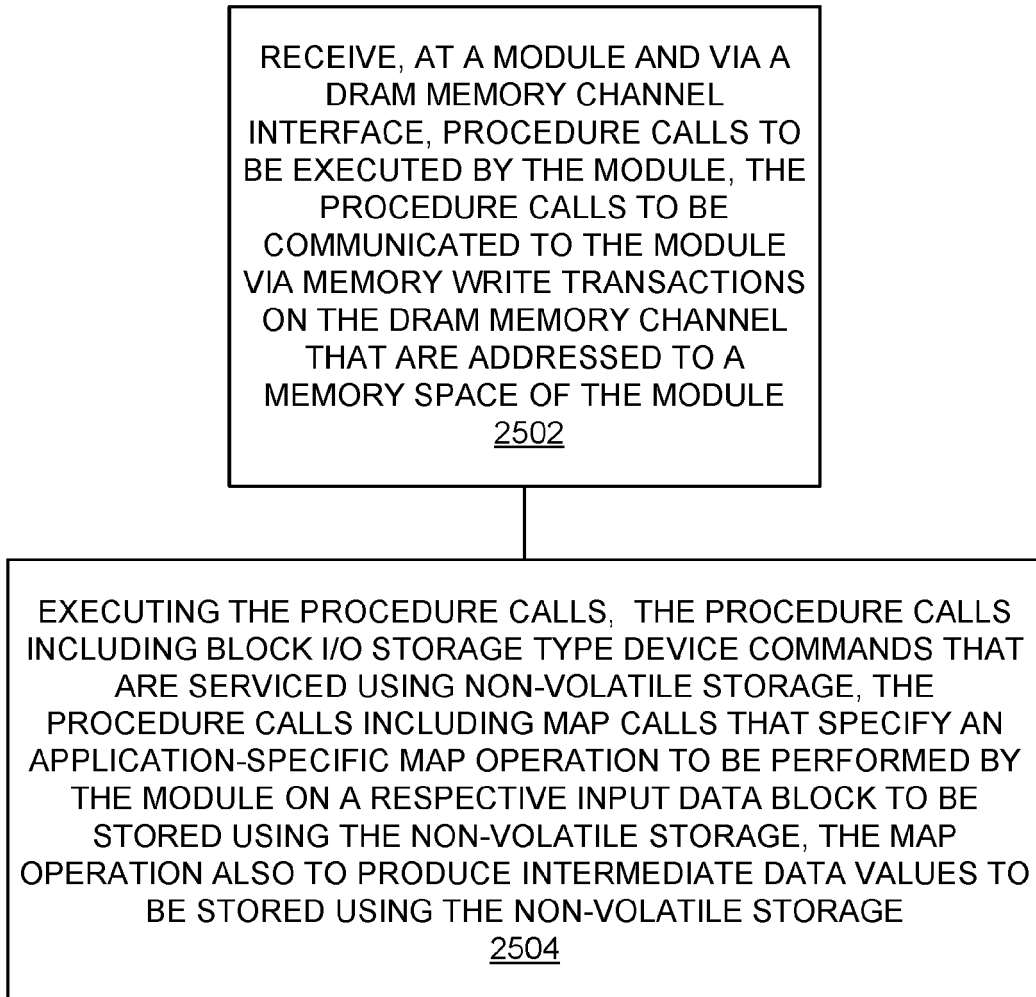 RECEIVE, AT A MODULE AND VIA A
DRAM MEMORY CHANNEL
INTERFACE, PROCEDURE CALLS TO
BE EXECUTED BY THE MODULE, THE
PROCEDURE CALLS TO BE
COMMUNICATED TO THE MODULE
VIA MEMORY WRITE TRANSACTIONS
ON THE DRAM MEMORY CHANNEL
THAT ARE ADDRESSED TO A
MEMORY SPACE OF THE MODULE
2502
EXECUTING THE PROCEDURE CALLS, THE PROCEDURE CALLS
INCLUDING BLOCK I/O STORAGE TYPE DEVICE COMMANDS THAT
ARE SERVICED USING NON-VOLATILE STORAGE, THE
PROCEDURE CALLS INCLUDING MAP CALLS THAT SPECIFY AN
APPLICATION-SPECIFIC MAP OPERATION TO BE PERFORMED BY
THE MODULE ON A RESPECTIVE INPUT DATA BLOCK TO BE
STORED USING THE NON-VOLATILE STORAGE, THE MAP
OPERATION ALSO TO PRODUCE INTERMEDIATE DATA VALUES TO
BE STORED USING THE NON-VOLATILE STORAGE
2504